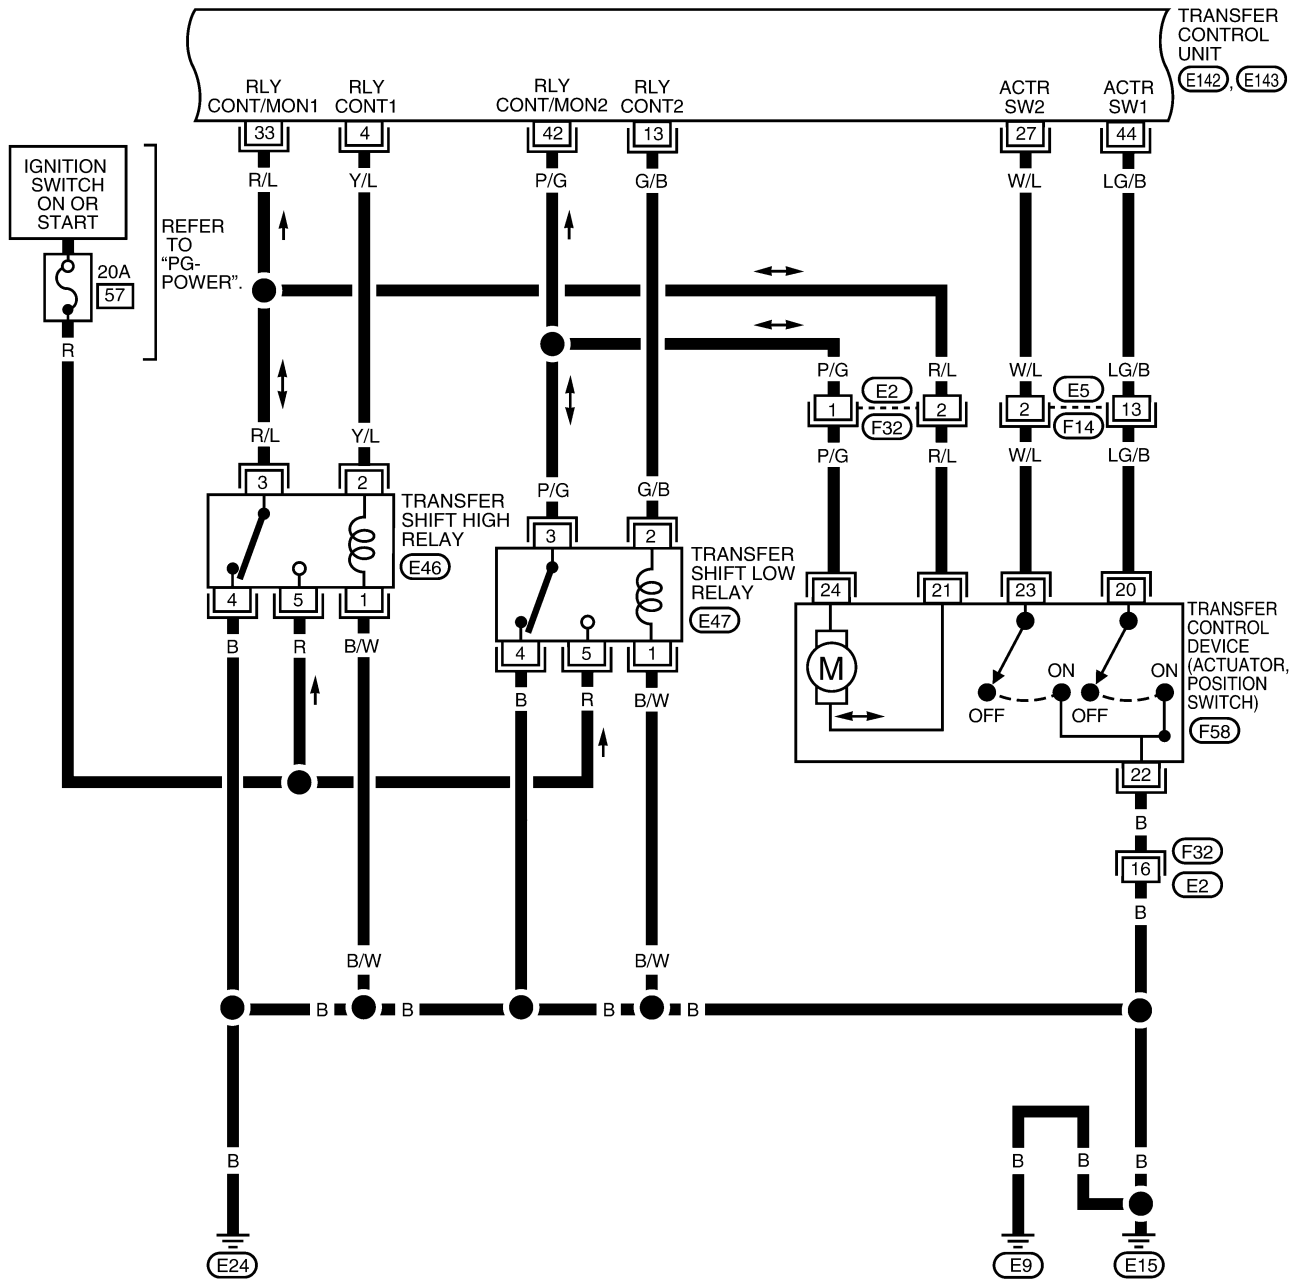 TRANSFER
CONTROL
UNIT
E142, E143
RLY
CONT/MON1
RLY
CONT1
RLY
CONT/MON2
RLY
CONT2
ACTR
SW2
ACTR
SW1
33
4
42
13
27
44
IGNITION
SWITCH
ON OR
START
R/L
Y/L
P/G
G/B
W/L
LG/B
REFER
TO
“PG-
POWER”.
20A
57
R
P/G
R/L
W/L
LG/B
E2
E5
1
2
2
13
F32
F14
R/L
Y/L
P/G
R/L
W/L
LG/B
3
2
P/G
G/B
TRANSFER
SHIFT HIGH
RELAY
E46
3
2
TRANSFER
SHIFT LOW
RELAY
E47
4
5
1
24
21
23
20
TRANSFER
CONTROL
DEVICE
(ACTUATOR,
POSITION
SWITCH)
F58
B
R
B/W
4
5
1
M
ON
ON
OFF
OFF
B
R
B/W
22
B
F32
16
E2
B
B/W
B/W
B
B
B
B
B
B
B
B
E24
E9
E15